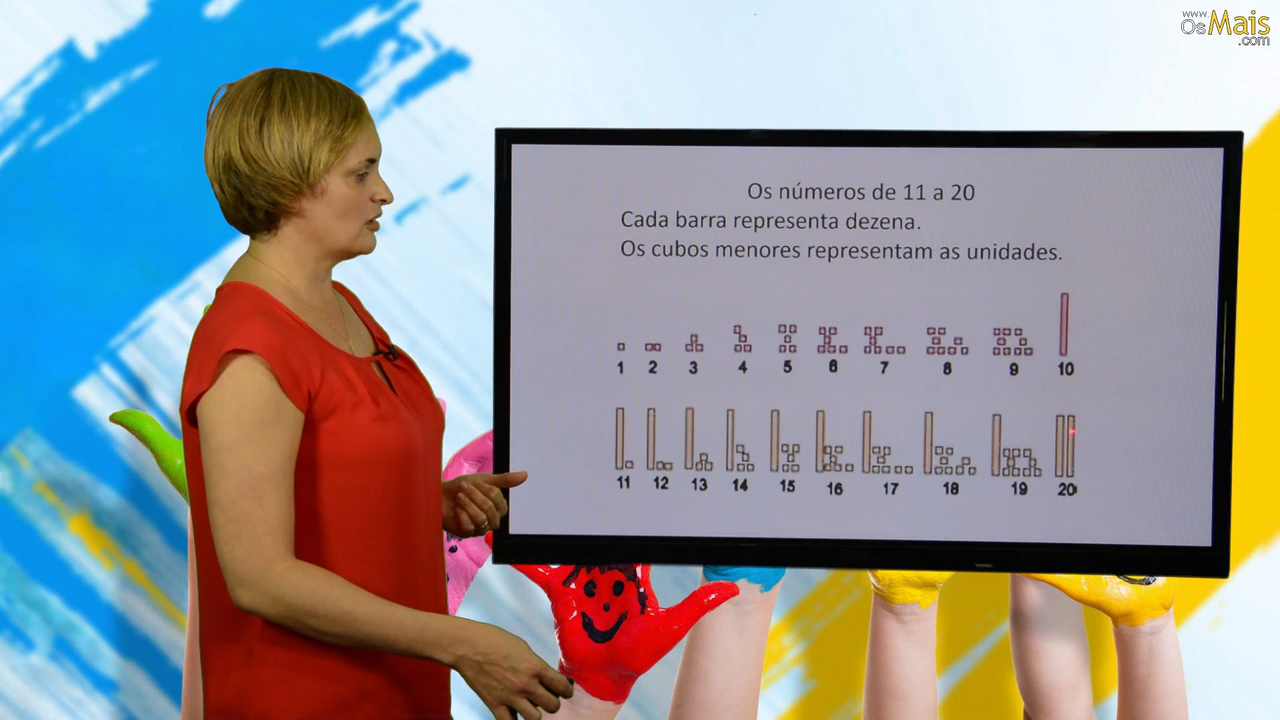 www
OsMais
.com
Os números de 11 a 20
Cada barra representa dezena.
Os cubos menores representam as unidades.
1 2 3 4 5 6 7 8 9 10
11 12 13 14 15 16 17 18 19 20